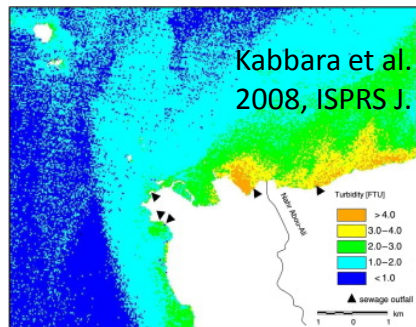 Kabbara et al.
2008, ISPRS J.
Nahr Abou-Ali
Turbidity [FTU]
> 4.0
3.0-4.0
2.0-3.0
1.0-2.0
< 1.0
sewage outfall
1 0 1
km